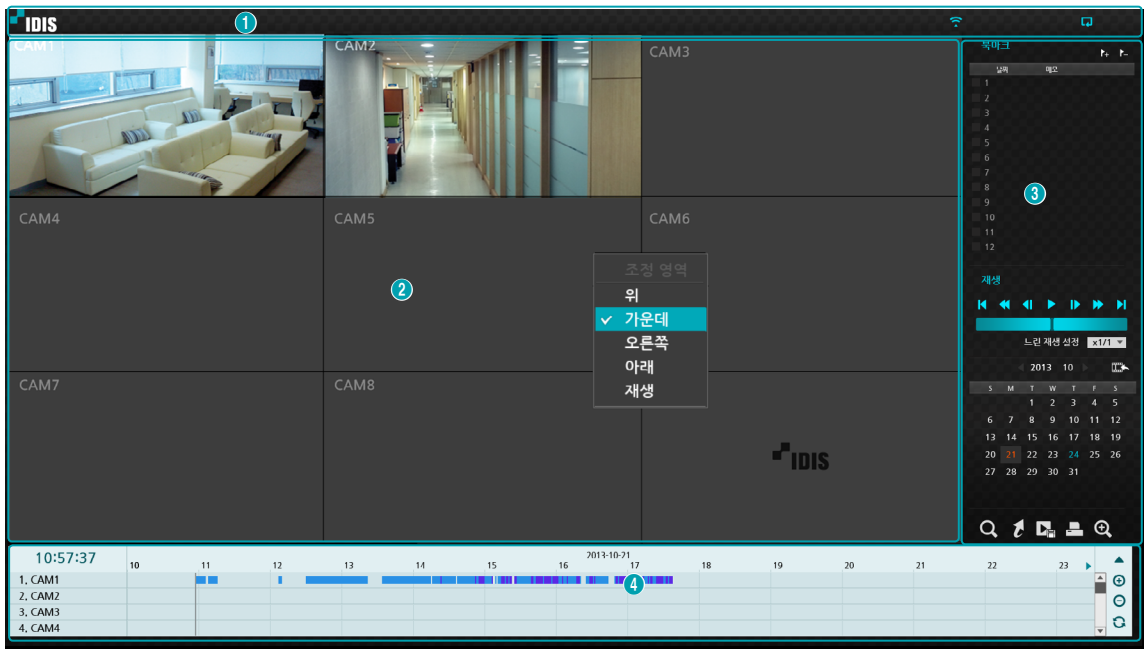 IDIS
1
CAM1
CAM2
CAM3
CAM4
CAM5
CAM6
CAM7
CAM8
2
조정 영역
위
가운데
오른쪽
아래
재생
IDIS
북마크
날짜 메모
1
2
3
4
5
6
7
8
9
10
11
12
3
재생
느린 재생 설정 x1/1
2013 10
S M T W T F S
1 2 3 4 5
6 7 8 9 10 11 12
13 14 15 16 17 18 19
20 21 22 23 24 25 26
27 28 29 30 31
10:57:37
2013-10-21
10 11 12 13 14 15 16 17 18 19 20 21 22 23
1, CAM1
2, CAM2
3, CAM3
4, CAM4
4